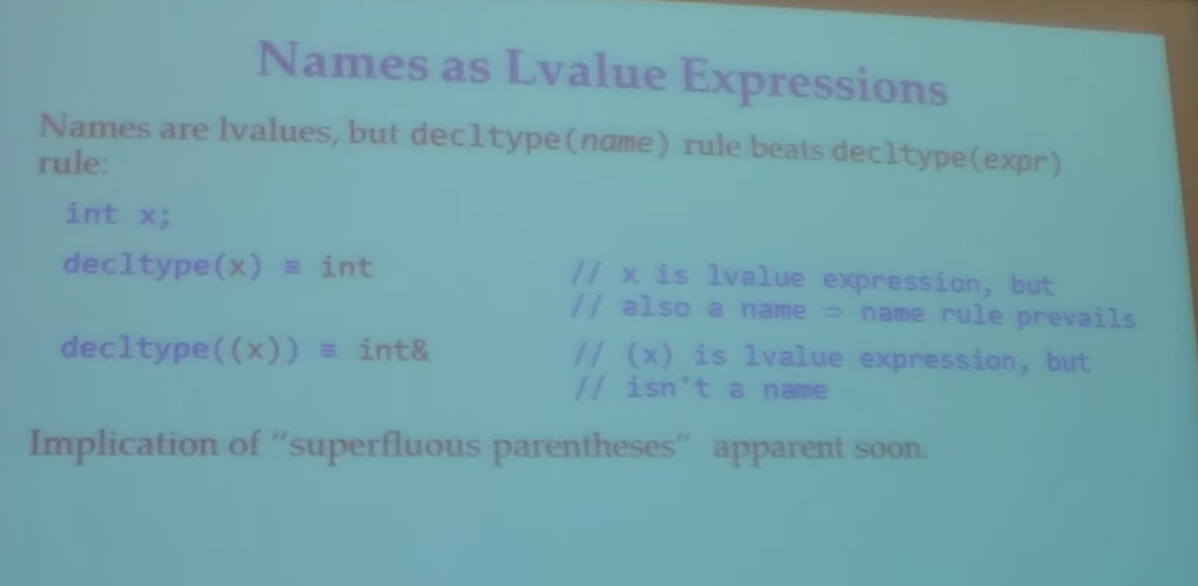 Names as Lvalue Expressions
Names are lvalues, but decltype(name) rule beats decltype(expr)
rule:
int x;
decltype(x) ≡ int // x is lvalue expression, but
// also a name ⇒ name rule prevails
decltype((x)) ≡ int& // (x) is lvalue expression, but
// isn't a name
Implication of “superfluous parentheses” apparent soon.